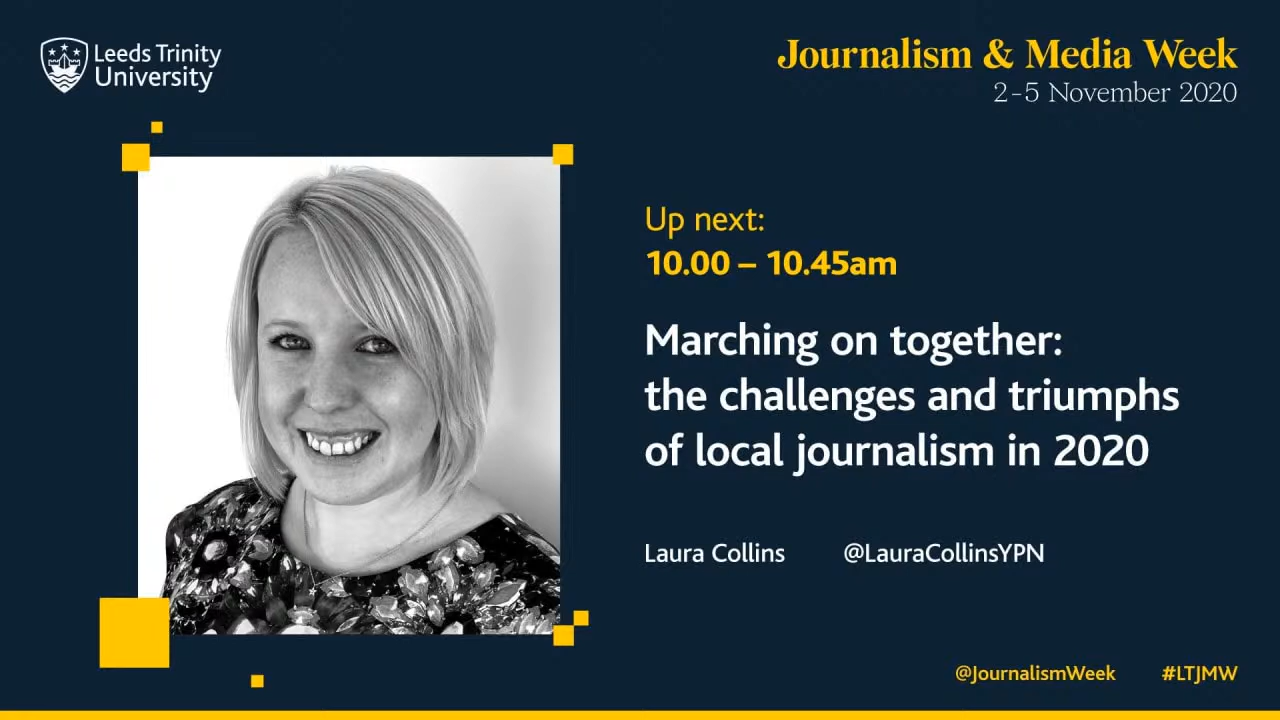 Leeds Trinity
University
Journalism & Media Week
2-5 November 2020
Up next:
10.00 – 10.45am
Marching on together:
the challenges and triumphs
of local journalism in 2020
Laura Collins @LauraCollinsYPN
@JournalismWeek #LTJMW